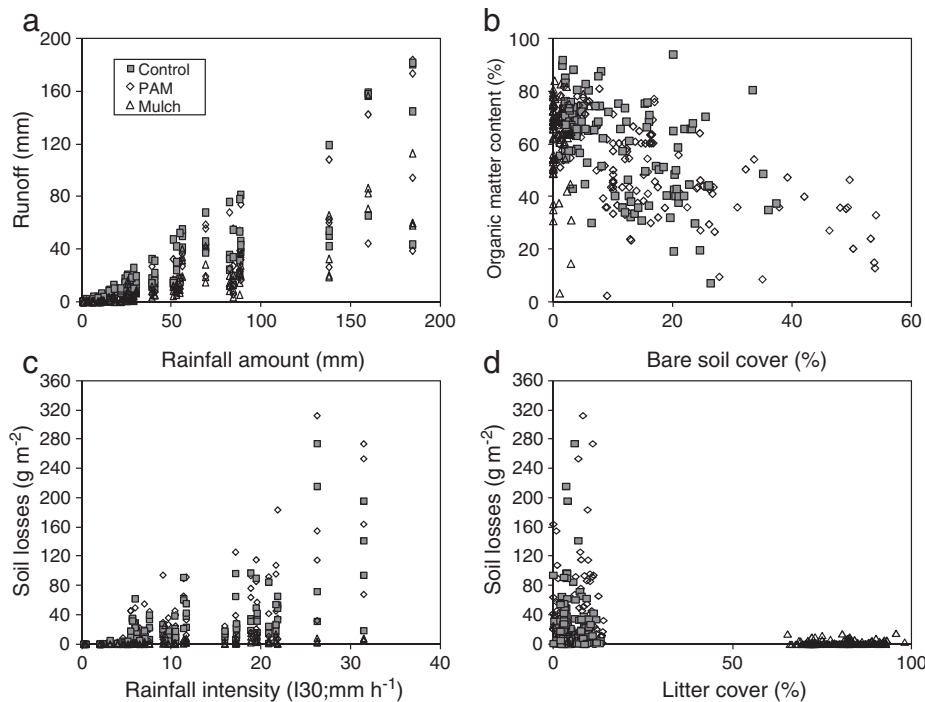 a
Runoff (mm)
200
160
120
80
40
0
Control
PAM
Mulch
0 50 100 150 200
Rainfall amount (mm)
b
Organic matter content (%)
100
80
60
40
20
0
0 20 40 60
Bare soil cover (%)
c
Soil losses (g m-2)
360
320
280
240
200
160
120
80
40
0
0 10 20 30 40
Rainfall intensity (I30;mm h-1)
d
Soil losses (g m-2)
360
320
280
240
200
160
120
80
40
0
0 50 100
Litter cover (%)